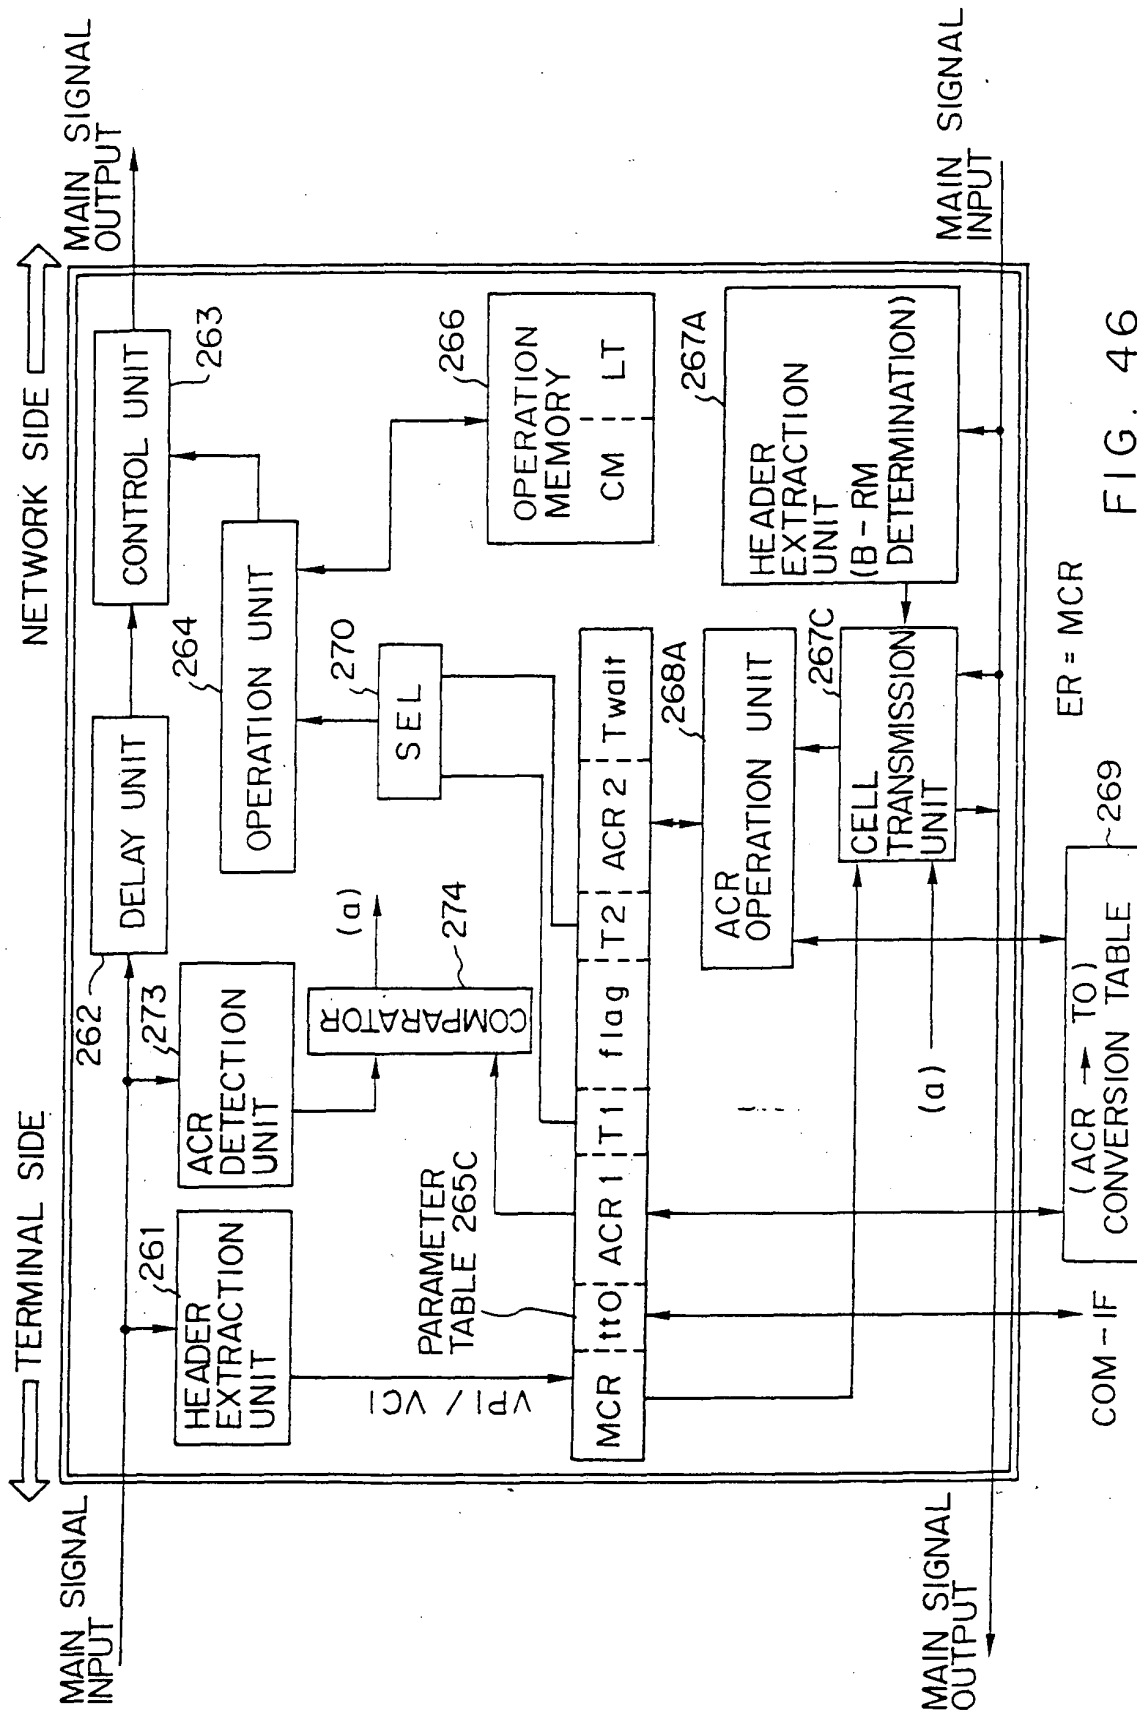 TERMINAL SIDE
NETWORK SIDE
MAIN SIGNAL
INPUT
MAIN SIGNAL
OUTPUT
261
HEADER
EXTRACTION
UNIT
273
ACR
DETECTION
UNIT
262
DELAY UNIT
263
CONTROL UNIT
264
OPERATION UNIT
VPI / VCI
COMPARATOR
274
(a)
270
SEL
266
OPERATION
MEMORY
CM
LT
PARAMETER
TABLE 265C
MCR
tt0
ACR 1
T1
flag
T2
ACR 2
Twait
268A
ACR
OPERATION UNIT
267A
HEADER
EXTRACTION
UNIT
(B-RM
DETERMINATION)
267C
CELL
TRANSMISSION
UNIT
(a)
MAIN SIGNAL
OUTPUT
MAIN SIGNAL
INPUT
COM-IF
269
(ACR → TO)
CONVERSION TABLE
ER = MCR
FIG. 46